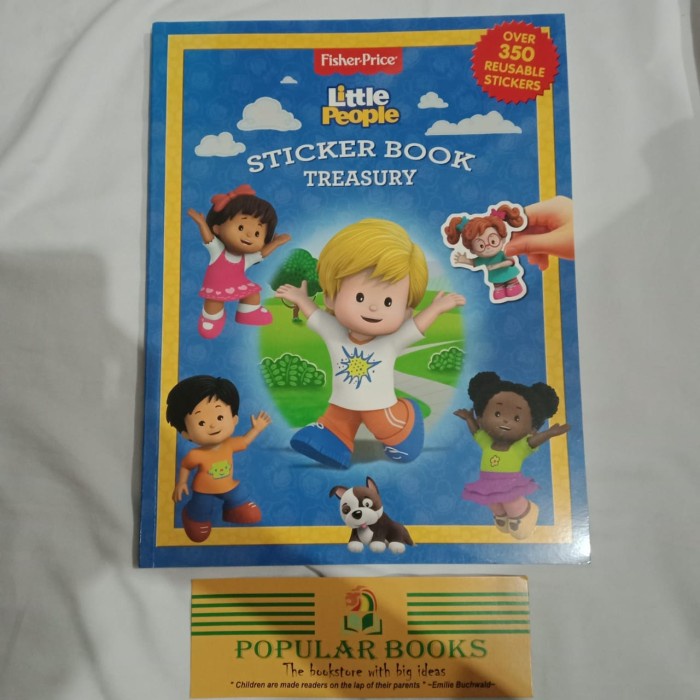 Fisher-Price
OVER
350
REUSABLE
STICKERS
Little
People
STICKER BOOK
TREASURY
POPULAR BOOKS
The bookstore with big ideas
" Children are made readers on the lap of their parents " ~Emilie Buchwald~